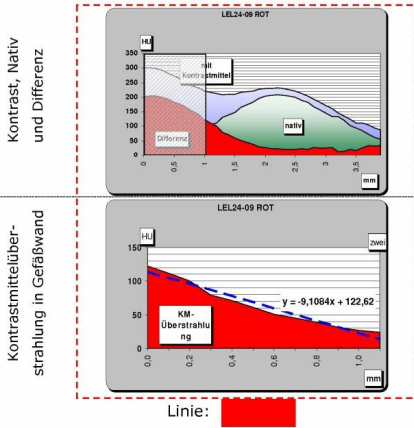 Kontrast, Nativ
und Differenz
LEL24-09 ROT
HU
350
300
250
200
150
100
50
0
mit
Kontrastmittel
Differenz
nativ
0
0,5
1
1,5
2,0
2,5
3,0
3,5
mm
Kontrastmittelüber-
strahlung in Gefäßwand
LEL24-09 ROT
HU
zwei
150
100
50
0
y = -9,1084x + 122,62
KM-
Überstrahlu
ng
0,0
0,2
0,4
0,6
0,8
1,0
mm
Linie: